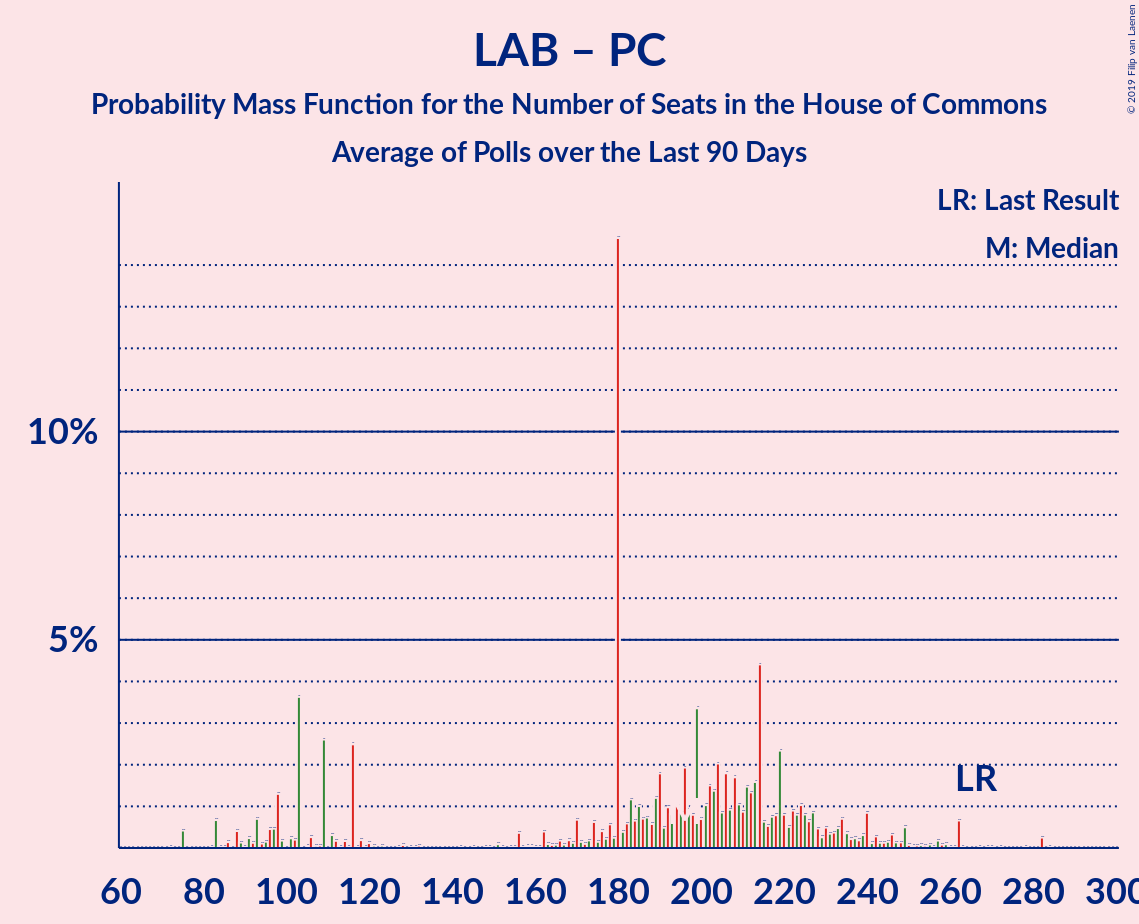 LAB – PC
Probability Mass Function for the Number of Seats in the House of Commons
Average of Polls over the Last 90 Days
© 2019 Filip van Laenen
LR: Last Result
M: Median
10%
5%
LR
60 80 100 120 140 160 180 200 220 240 260 280 300